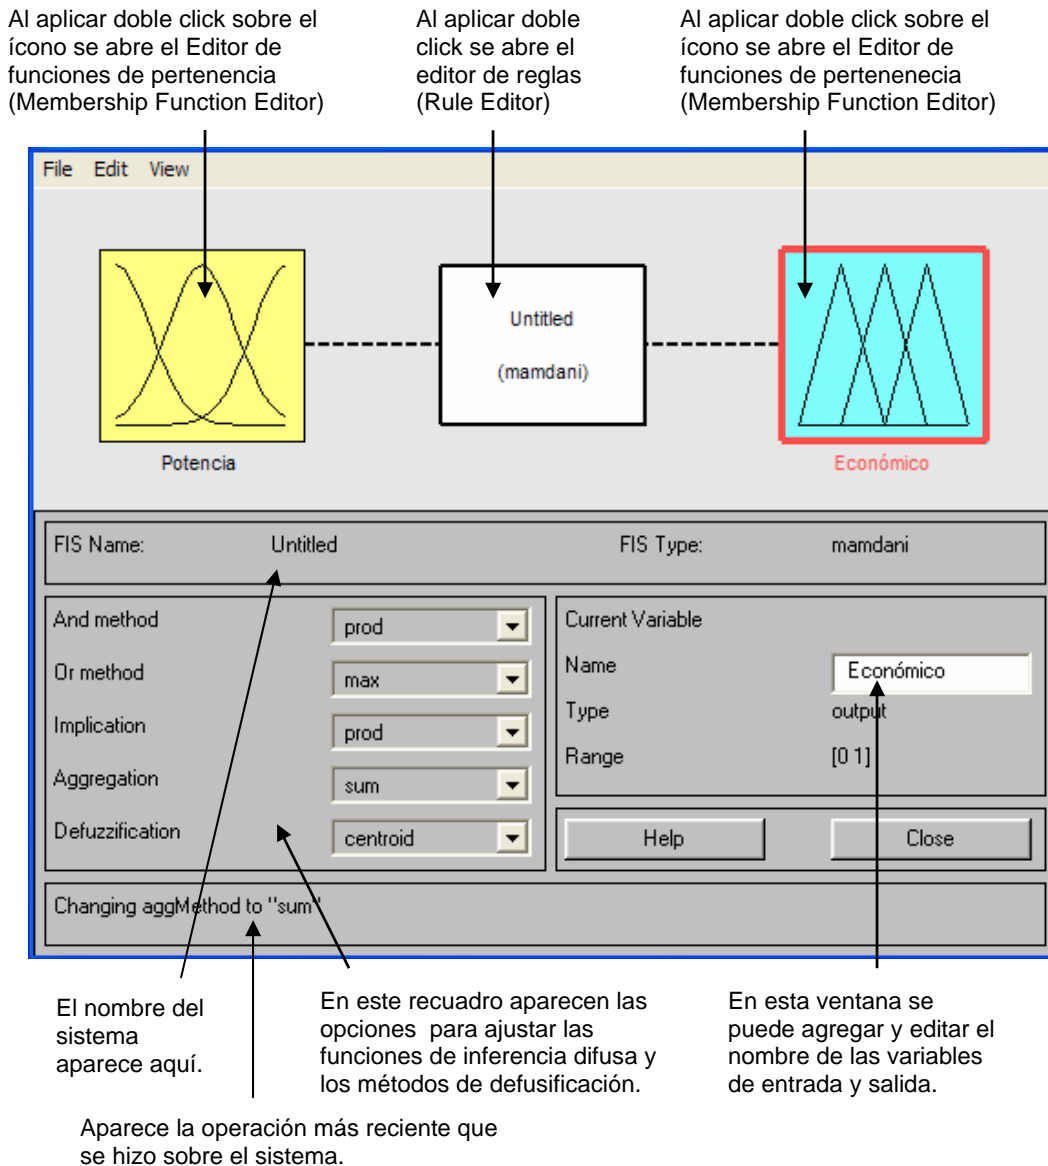 Al aplicar doble click sobre el
ícono se abre el Editor de
funciones de pertenencia
(Membership Function Editor)
Al aplicar doble
click se abre el
editor de reglas
(Rule Editor)
Al aplicar doble click sobre el
ícono se abre el Editor de
funciones de pertenenecia
(Membership Function Editor)
File Edit View
Untitled
(mamdani)
Potencia
Económico
FIS Name: Untitled
FIS Type: mamdani
And method prod
Or method max
Implication prod
Aggregation sum
Defuzzification centroid
Current Variable
Name Económico
Type output
Range [0 1]
Help Close
Changing aggMethod to "sum"
El nombre del
sistema
aparece aquí.
En este recuadro aparecen las
opciones para ajustar las
funciones de inferencia difusa y
los métodos de defusificación.
En esta ventana se
puede agregar y editar el
nombre de las variables
de entrada y salida.
Aparece la operación más reciente que
se hizo sobre el sistema.